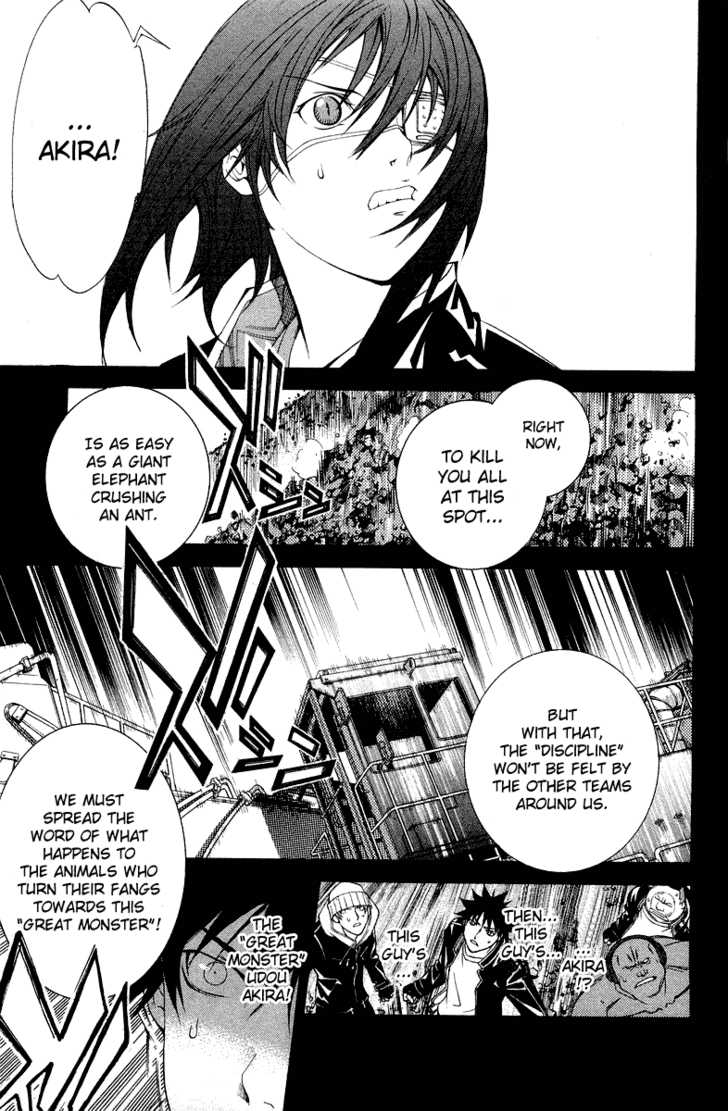 ...
AKIRA!
RIGHT
NOW,
TO KILL
YOU ALL
AT THIS
SPOT...
IS AS EASY
AS A GIANT
ELEPHANT
CRUSHING
AN ANT.
BUT
WITH THAT,
THE "DISCIPLINE"
WON'T BE FELT BY
THE OTHER TEAMS
AROUND US.
WE MUST
SPREAD THE
WORD OF WHAT
HAPPENS TO
THE ANIMALS WHO
TURN THEIR FANGS
TOWARDS THIS
"GREAT MONSTER"!
...
AKIRA
!?
THEN...
THIS
GUY'S...
THIS
GUY'S
...
THE
"GREAT
MONSTER"
UDOU
AKIRA!